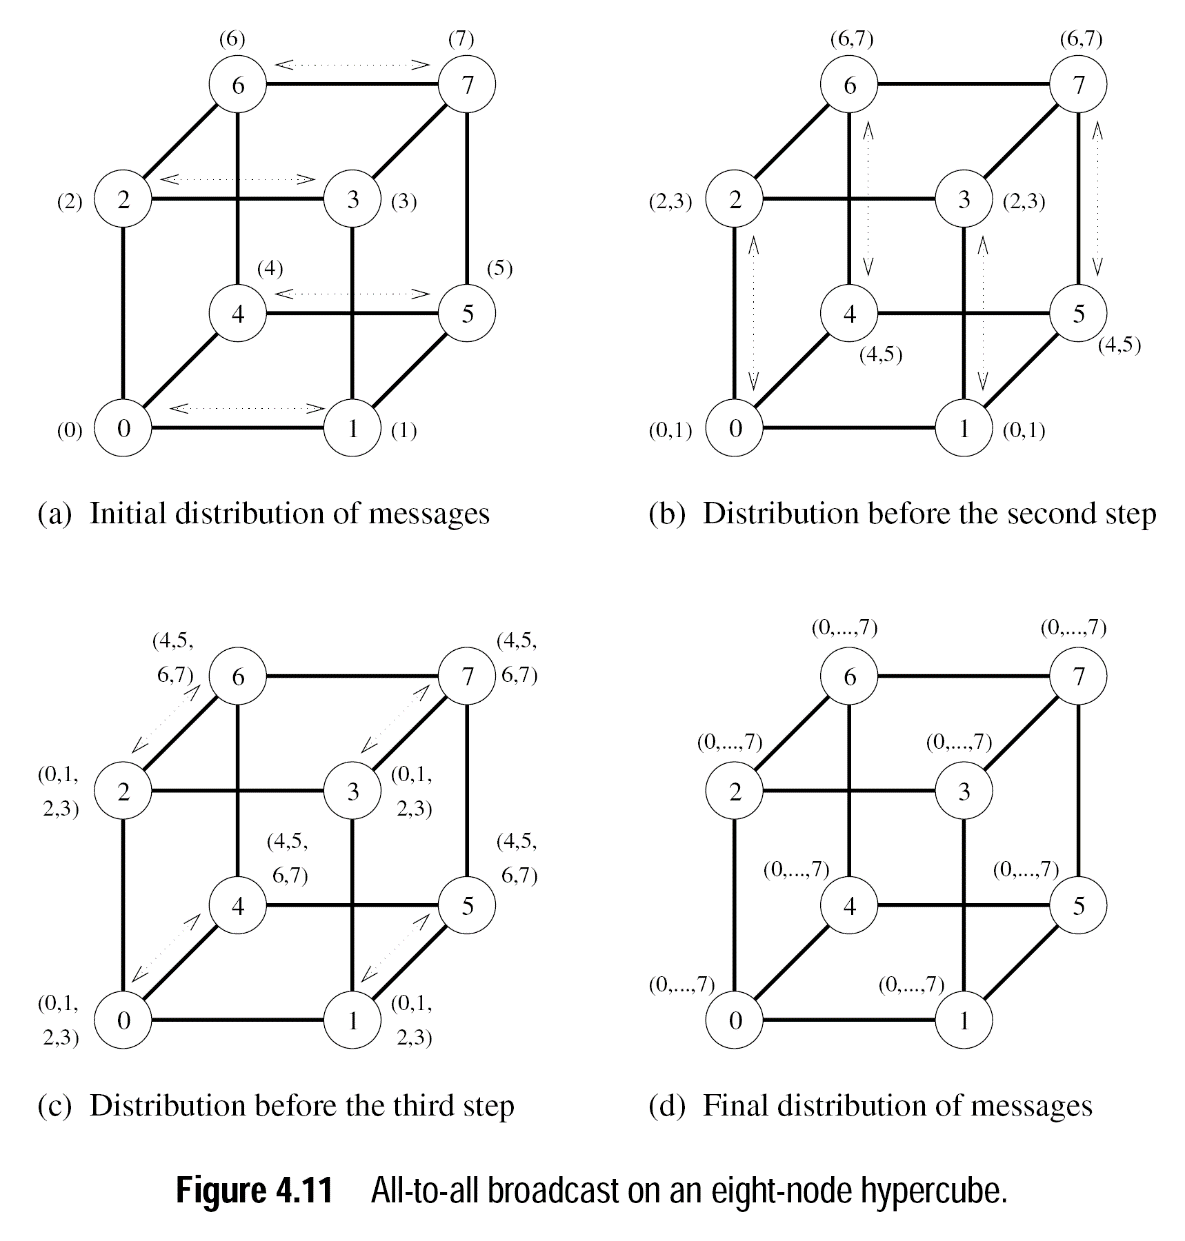 (6) (7)
6 7
(2) 2 3 (3)
(4) (5)
4 5
(0) 0 1 (1)
(a) Initial distribution of messages
(6,7) (6,7)
6 7
(2,3) 2 3 (2,3)
4 5
(4,5) (4,5)
(0,1) 0 1 (0,1)
(b) Distribution before the second step
(4,5, (4,5,
6,7) 6 7 6,7)
(0,1, 2 3 (0,1,
2,3) 2,3)
(4,5, (4,5,
6,7) 6,7)
4 5
(0,1, 0 1 (0,1,
2,3) 2,3)
(c) Distribution before the third step
(0,...,7) (0,...,7)
6 7
(0,...,7) (0,...,7)
2 3
(0,...,7) (0,...,7)
4 5
(0,...,7) (0,...,7)
0 1
(d) Final distribution of messages
Figure 4.11 All-to-all broadcast on an eight-node hypercube.